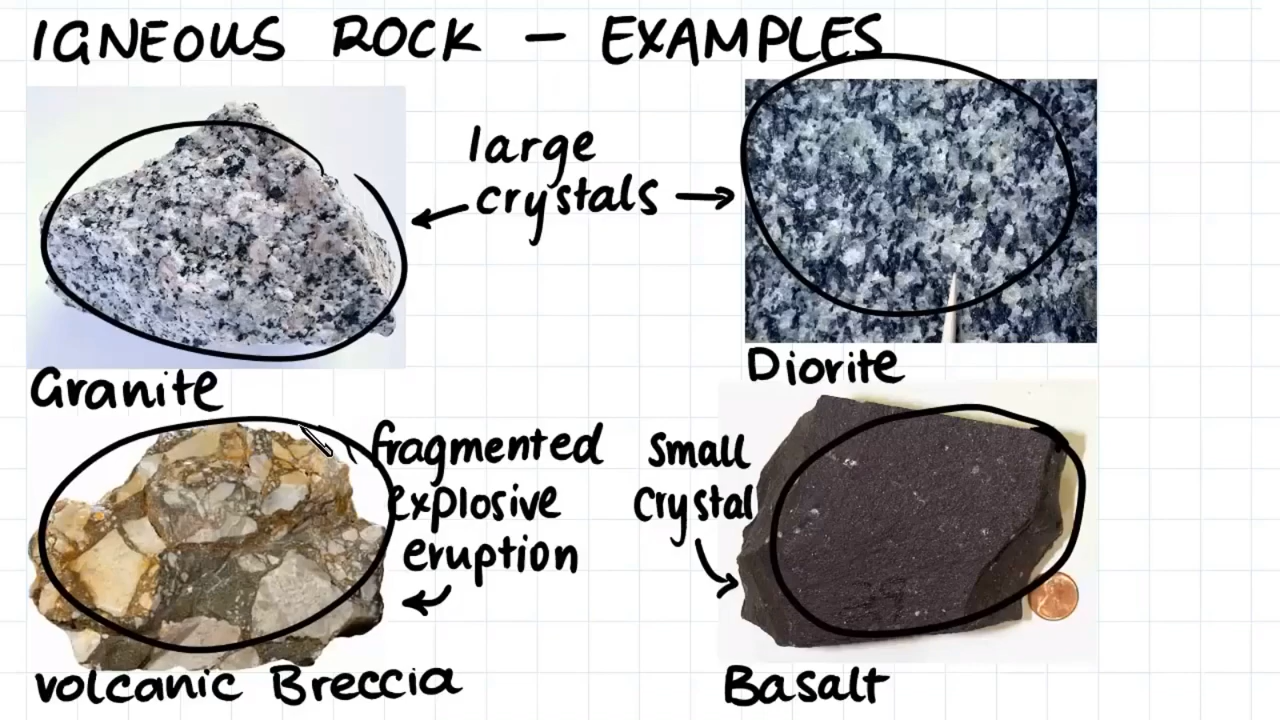 IGNEOUS ROCK - EXAMPLES
large
crystals
Granite
Diorite
fragmented
explosive
eruption
small
crystal
volcanic Breccia
Basalt